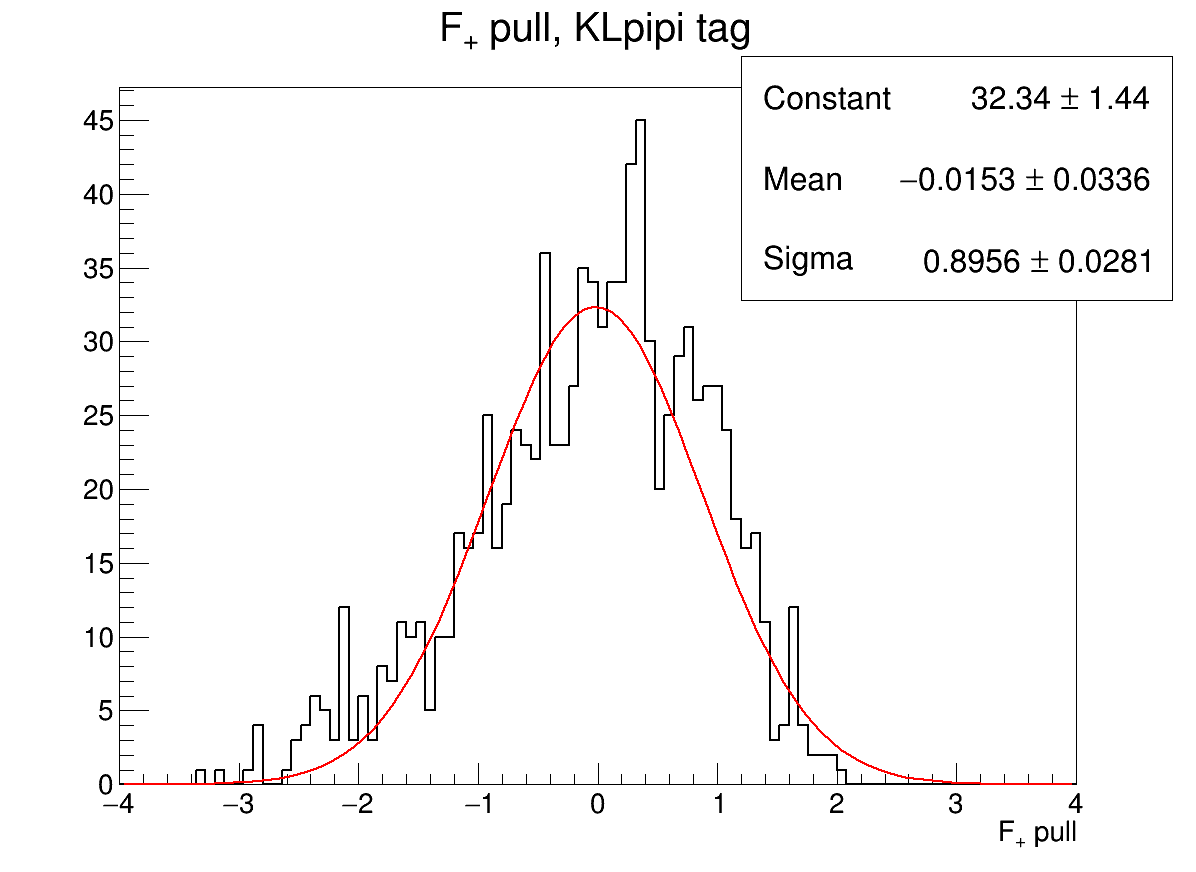 F₊ pull, KLpipi tag
Constant 32.34 ± 1.44
Mean −0.0153 ± 0.0336
Sigma 0.8956 ± 0.0281
45
40
35
30
25
20
15
10
5
0
−4 −3 −2 −1 0 1 2 3 4
F₊ pull